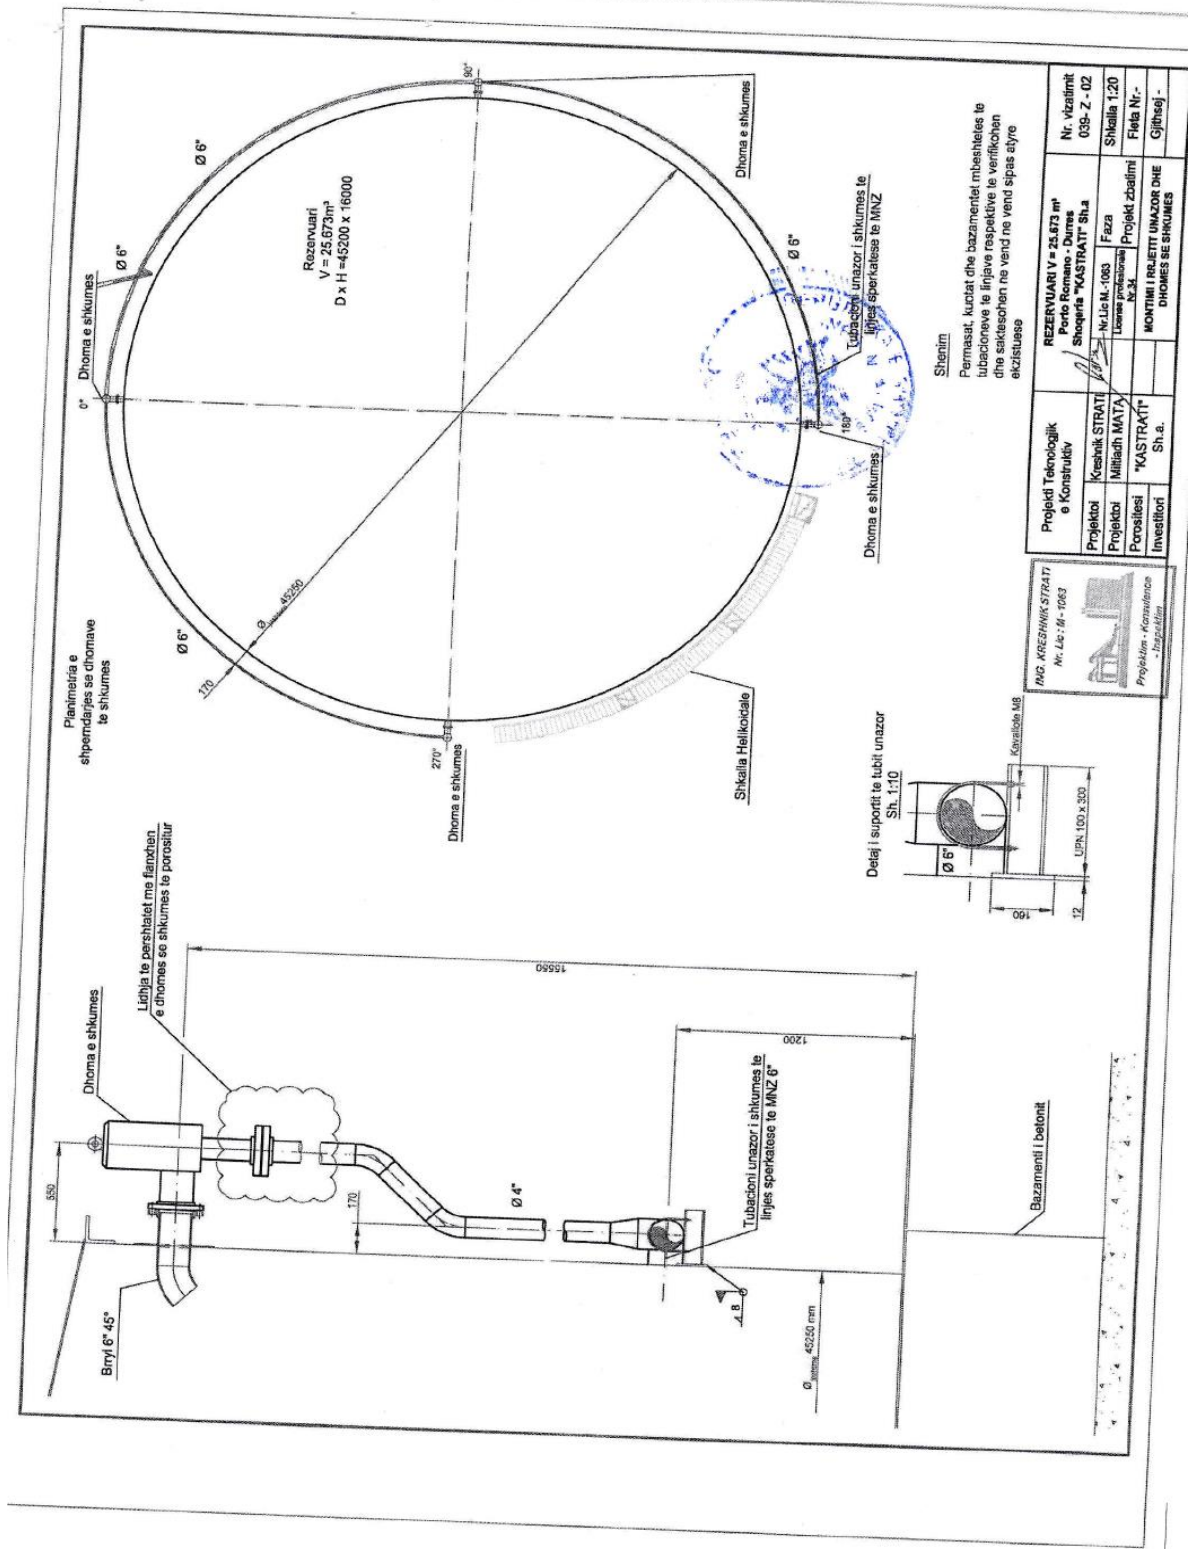 Planimetria e
shperndarjes se dhomave
te shkumes
0°
Dhoma e shkumes
Ø 6"
Ø 6"
90°
Dhoma e shkumes
Rezervuari
V = 25.673m³
D x H =45200 x 16000
170
Ø 45250
Ø 6"
270°
Dhoma e shkumes
Shkalla Helikoidale
Ø 6"
Tubacioni unazor i shkumes te
linjes sperkatese te MNZ
180°
Dhoma e shkumes
Shenim
Permasat, kuotat dhe bazamentet mbeshtetes te
tubacioneve te linjave respektive te verifikohen
dhe saktesohen ne vend ne vend sipas atyre
ekzistuese
Dhoma e shkumes
Lidhja te pershtatet me flanxhen
e dhomes se shkumes te porositur
550
Brryl 6" 45°
170
Ø 4"
15550
1200
Tubacioni unazor i shkumes te
linjes sperkatese te MNZ 6"
Ø 45250 mm
Bazamenti i betonit
Detaj i suportit te tubit unazor
Sh. 1:10
Ø 6"
Kavallote M8
160
12
UPN 100 x 300
ING. KRESHNIK STRATI
Nr. Lic : M - 1063
Projektim - Konsulence
- Inspektim
Projekti Teknologjik
e Konstruktiv
Projektoi Kreshnik STRATI
Projektoi Miltiadh MATA
Porositesi "KASTRATI"
Investitori Sh.a.
REZERVUARI V = 25.673 m³
Porto Romano - Durres
Shoqeria "KASTRATI" Sh.a
Nr.Lic M.-1063
License profesionale
Nr.34
Faza
Projekt zbatimi
MONTIMI I RRJETIT UNAZOR DHE
DHOMES SE SHKUMES
Nr. vizatimit
039- Z - 02
Shkalla 1:20
Fleta Nr.-
Gjithsej -